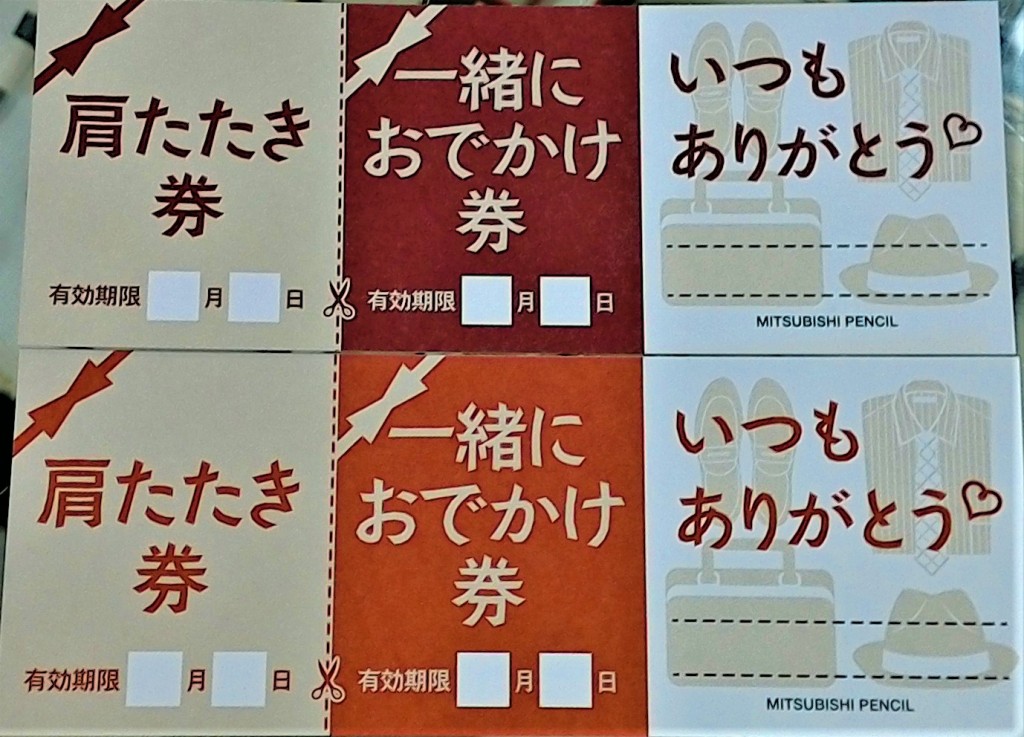 肩たたき
券
有効期限 月 日
一緒に
おでかけ
券
有効期限 月 日
いつも
ありがとう♡
MITSUBISHI PENCIL
肩たたき
券
有効期限 月 日
一緒に
おでかけ
券
有効期限 月 日
いつも
ありがとう♡
MITSUBISHI PENCIL